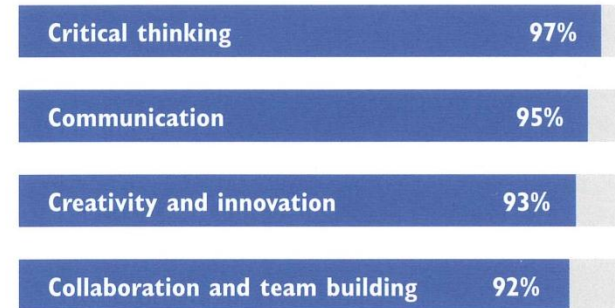 Critical thinking 97%
Communication 95%
Creativity and innovation 93%
Collaboration and team building 92%